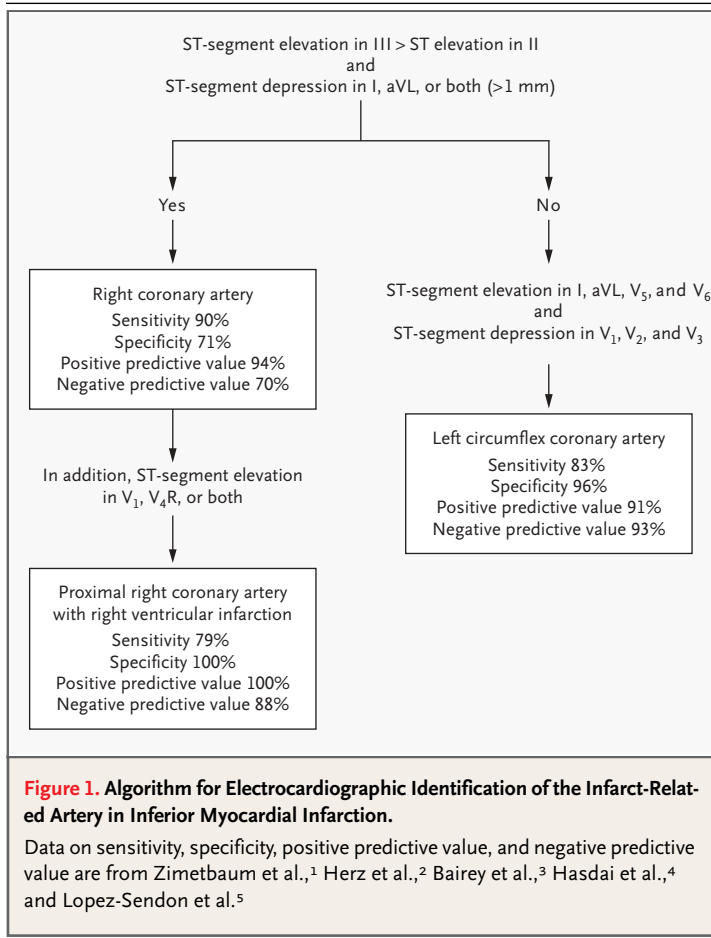 ST-segment elevation in III > ST elevation in II
and
ST-segment depression in I, aVL, or both (>1 mm)
Yes
No
Right coronary artery
Sensitivity 90%
Specificity 71%
Positive predictive value 94%
Negative predictive value 70%
ST-segment elevation in I, aVL, V₅, and V₆
and
ST-segment depression in V₁, V₂, and V₃
In addition, ST-segment elevation
in V₁, V₄R, or both
Left circumflex coronary artery
Sensitivity 83%
Specificity 96%
Positive predictive value 91%
Negative predictive value 93%
Proximal right coronary artery
with right ventricular infarction
Sensitivity 79%
Specificity 100%
Positive predictive value 100%
Negative predictive value 88%
Figure 1. Algorithm for Electrocardiographic Identification of the Infarct-Relat-
ed Artery in Inferior Myocardial Infarction.
Data on sensitivity, specificity, positive predictive value, and negative predictive
value are from Zimetbaum et al.,¹ Herz et al.,² Bairey et al.,³ Hasdai et al.,⁴
and Lopez-Sendon et al.⁵